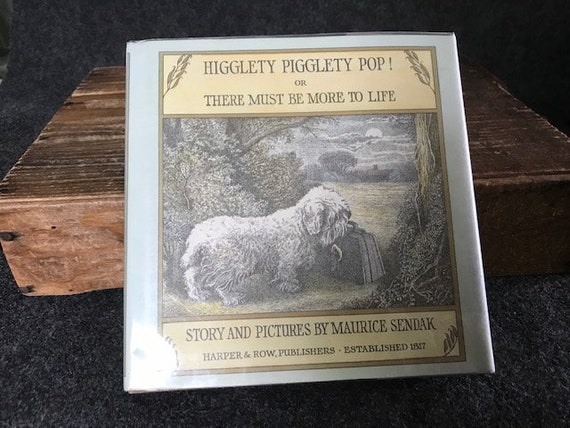 HIGGLETY PIGGLETY POP!
OR
THERE MUST BE MORE TO LIFE
STORY AND PICTURES BY MAURICE SENDAK
HARPER & ROW, PUBLISHERS · ESTABLISHED 1817